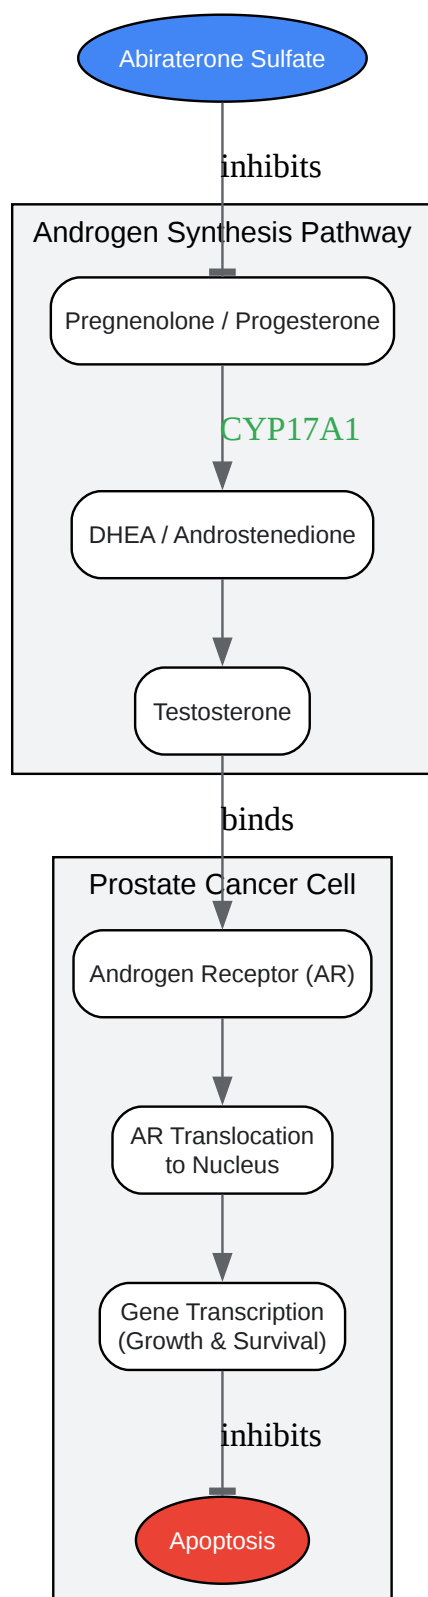 Abiraterone Sulfate
inhibits
Androgen Synthesis Pathway
Pregnenolone / Progesterone
CYP17A1
DHEA / Androstenedione
Testosterone
binds
Prostate Cancer Cell
Androgen Receptor (AR)
AR Translocation
to Nucleus
Gene Transcription
(Growth & Survival)
inhibits
Apoptosis